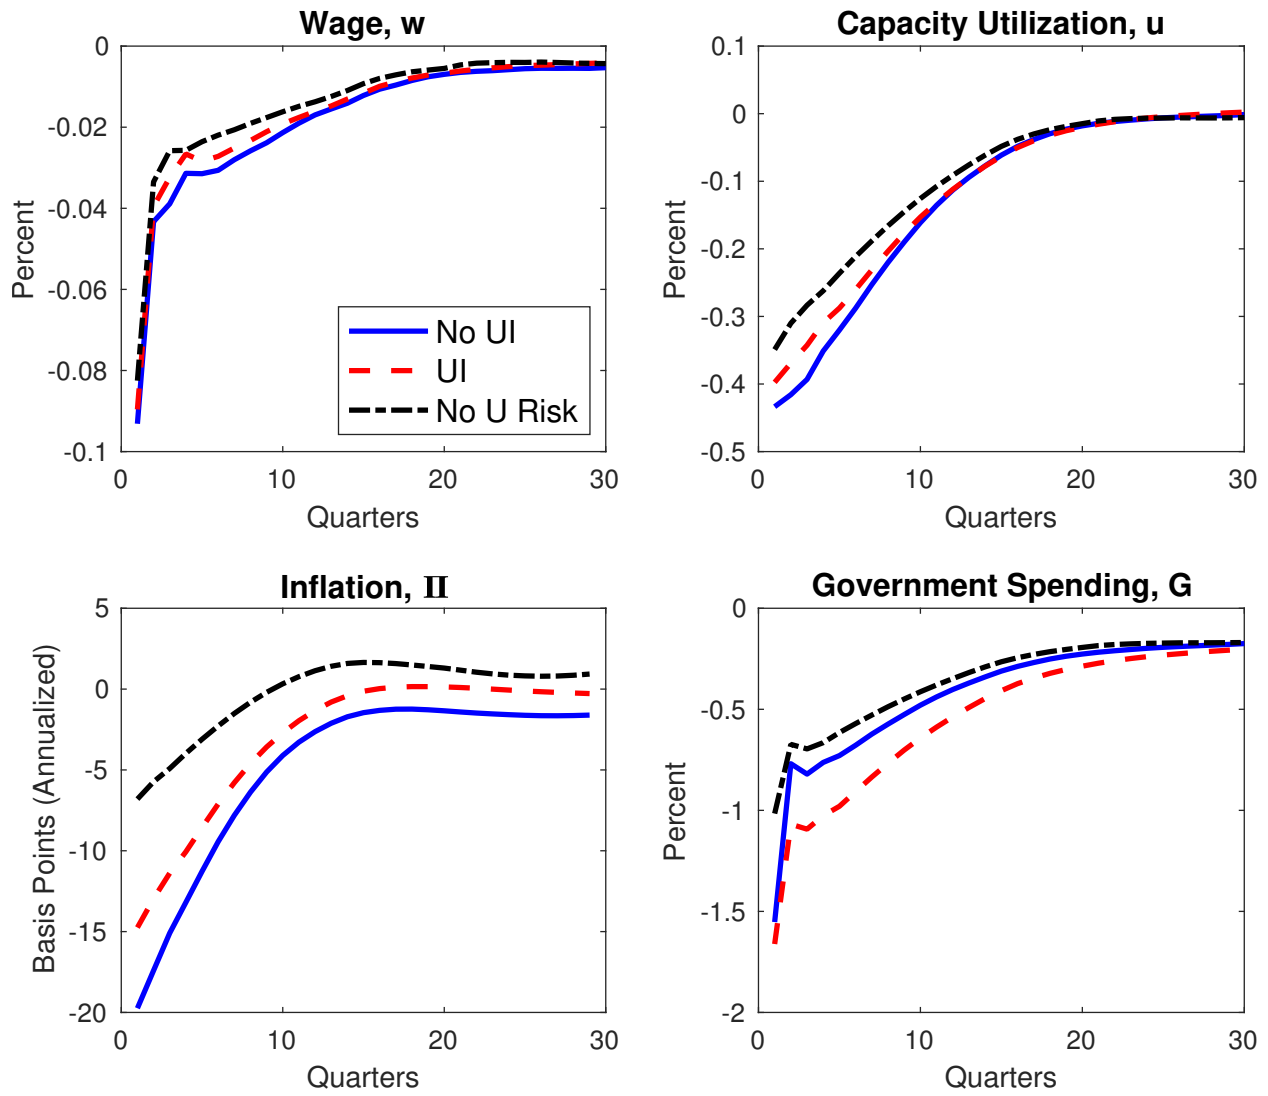 Wage, w
0
-0.02
-0.04
-0.06
-0.08
-0.1
Percent
No UI
UI
No U Risk
0 10 20 30
Quarters
Capacity Utilization, u
0.1
0
-0.1
-0.2
-0.3
-0.4
-0.5
Percent
0 10 20 30
Quarters
Inflation, Π
5
0
-5
-10
-15
-20
Basis Points (Annualized)
0 10 20 30
Quarters
Government Spending, G
0
-0.5
-1
-1.5
-2
Percent
0 10 20 30
Quarters